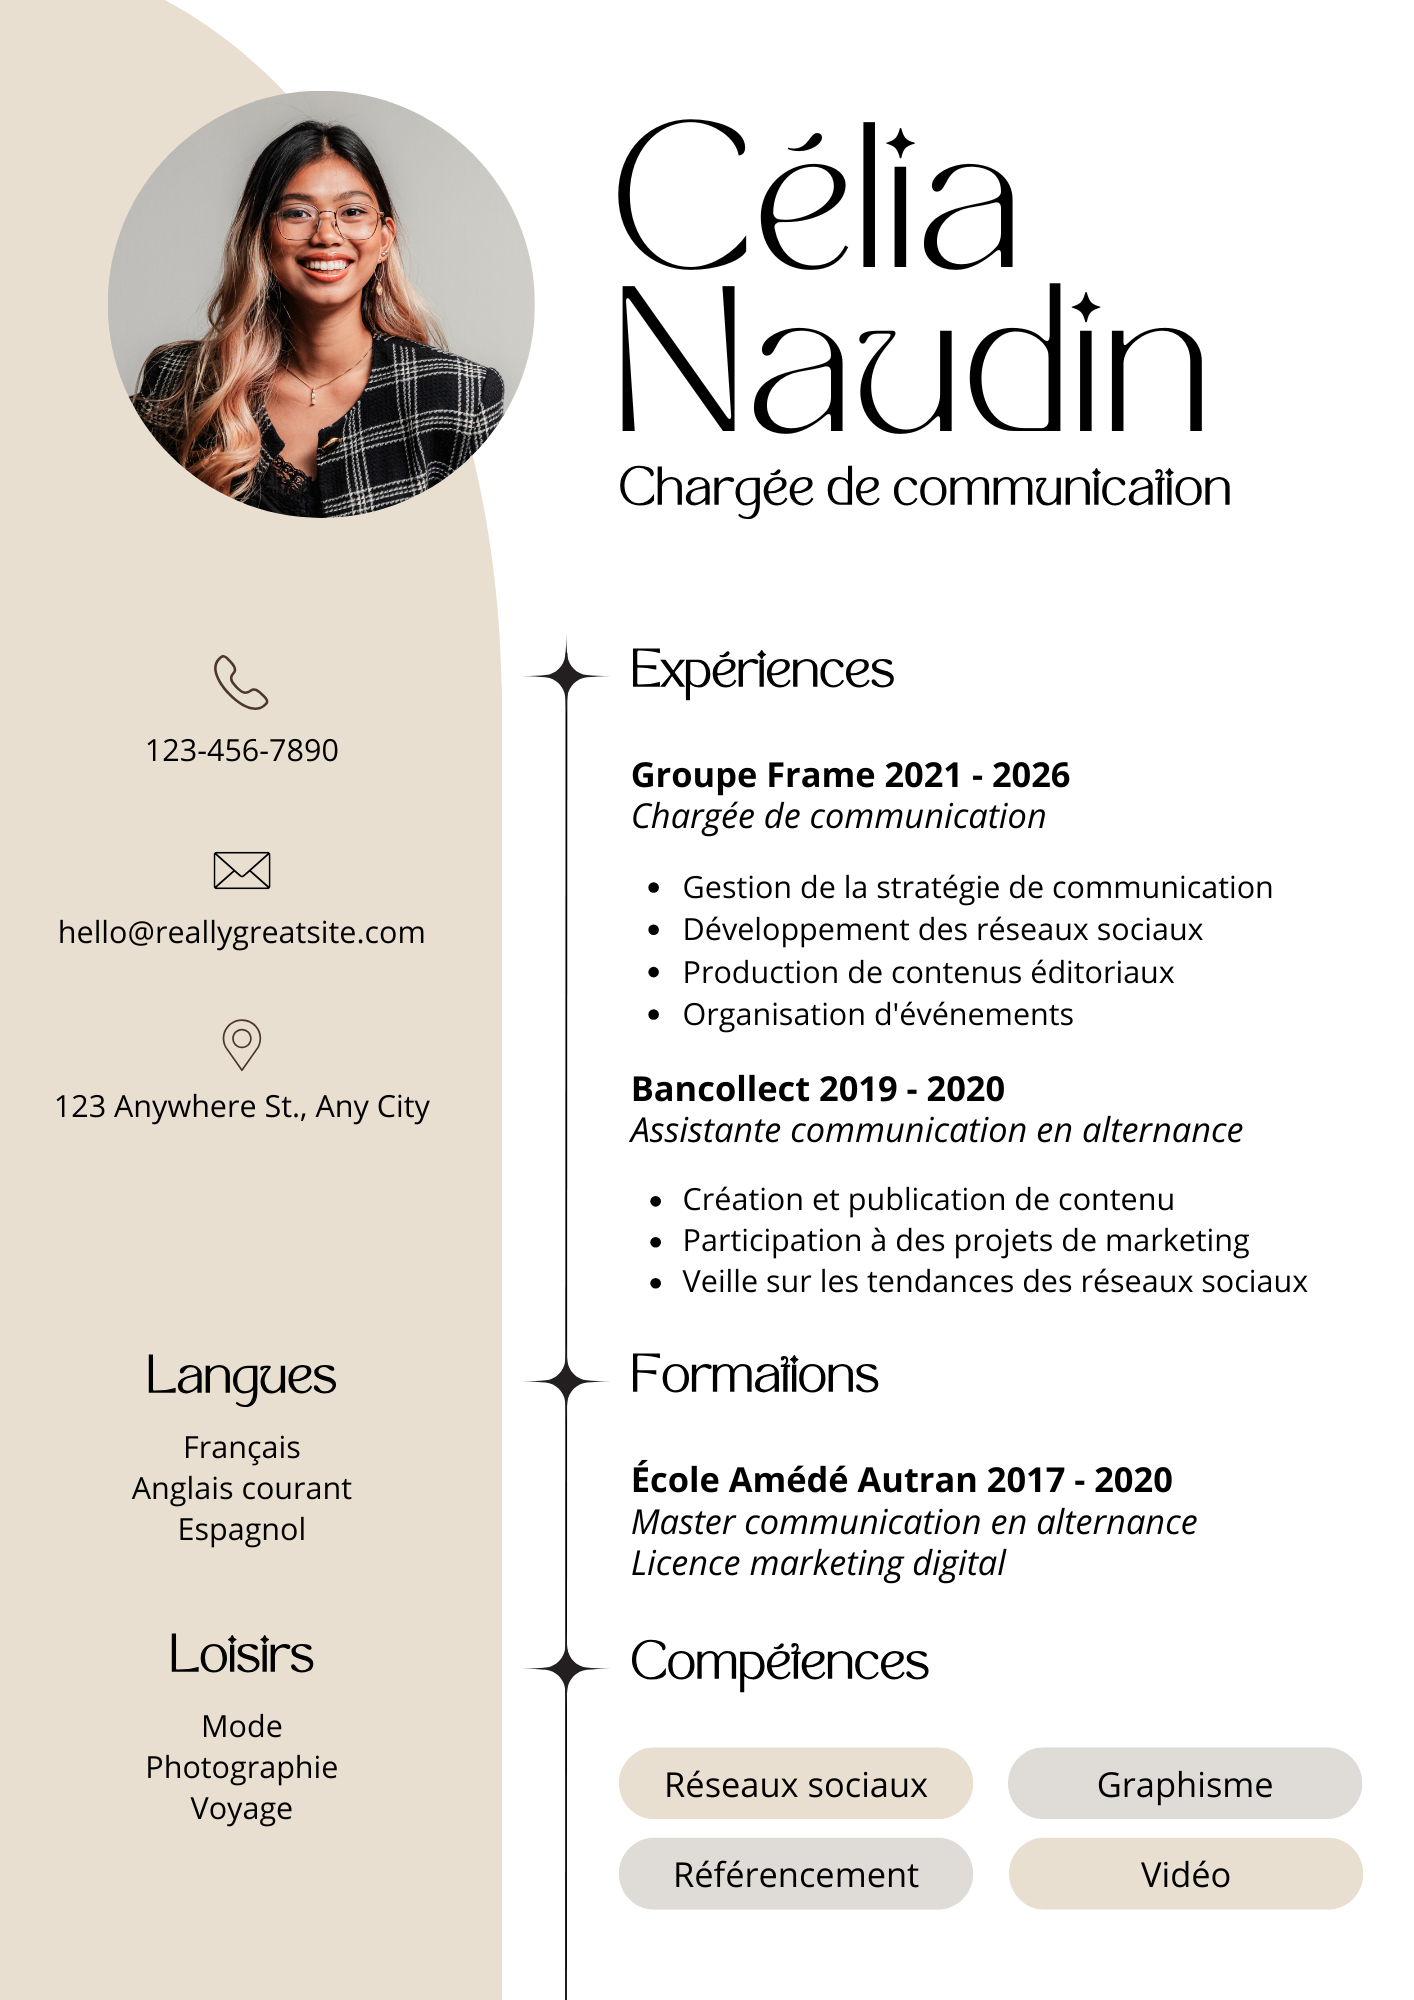 Célia
Naudin
Chargée de communication
123-456-7890
hello@reallygreatsite.com
123 Anywhere St., Any City
Langues
Français
Anglais courant
Espagnol
Loisirs
Mode
Photographie
Voyage
Expériences
Groupe Frame 2021 - 2026
Chargée de communication
• Gestion de la stratégie de communication
• Développement des réseaux sociaux
• Production de contenus éditoriaux
• Organisation d'événements
Bancollect 2019 - 2020
Assistante communication en alternance
• Création et publication de contenu
• Participation à des projets de marketing
• Veille sur les tendances des réseaux sociaux
Formations
École Amédé Autran 2017 - 2020
Master communication en alternance
Licence marketing digital
Compétences
Réseaux sociaux
Graphisme
Référencement
Vidéo